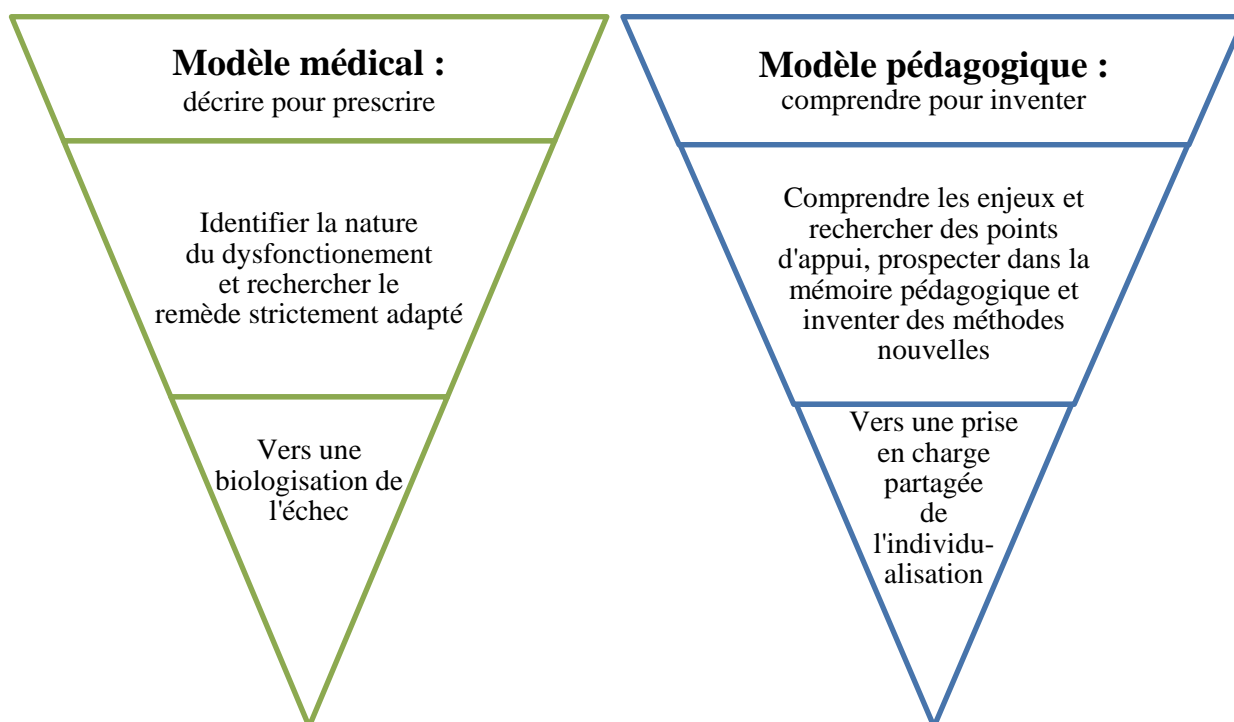 Modèle médical :
décrire pour prescrire
Identifier la nature
du dysfonctionement
et rechercher le
remède strictement adapté
Vers une
biologisation de
l'échec
Modèle pédagogique :
comprendre pour inventer
Comprendre les enjeux et
rechercher des points
d'appui, prospecter dans la
mémoire pédagogique et
inventer des méthodes
nouvelles
Vers une prise
en charge
partagée
de
l'individu-
alisation